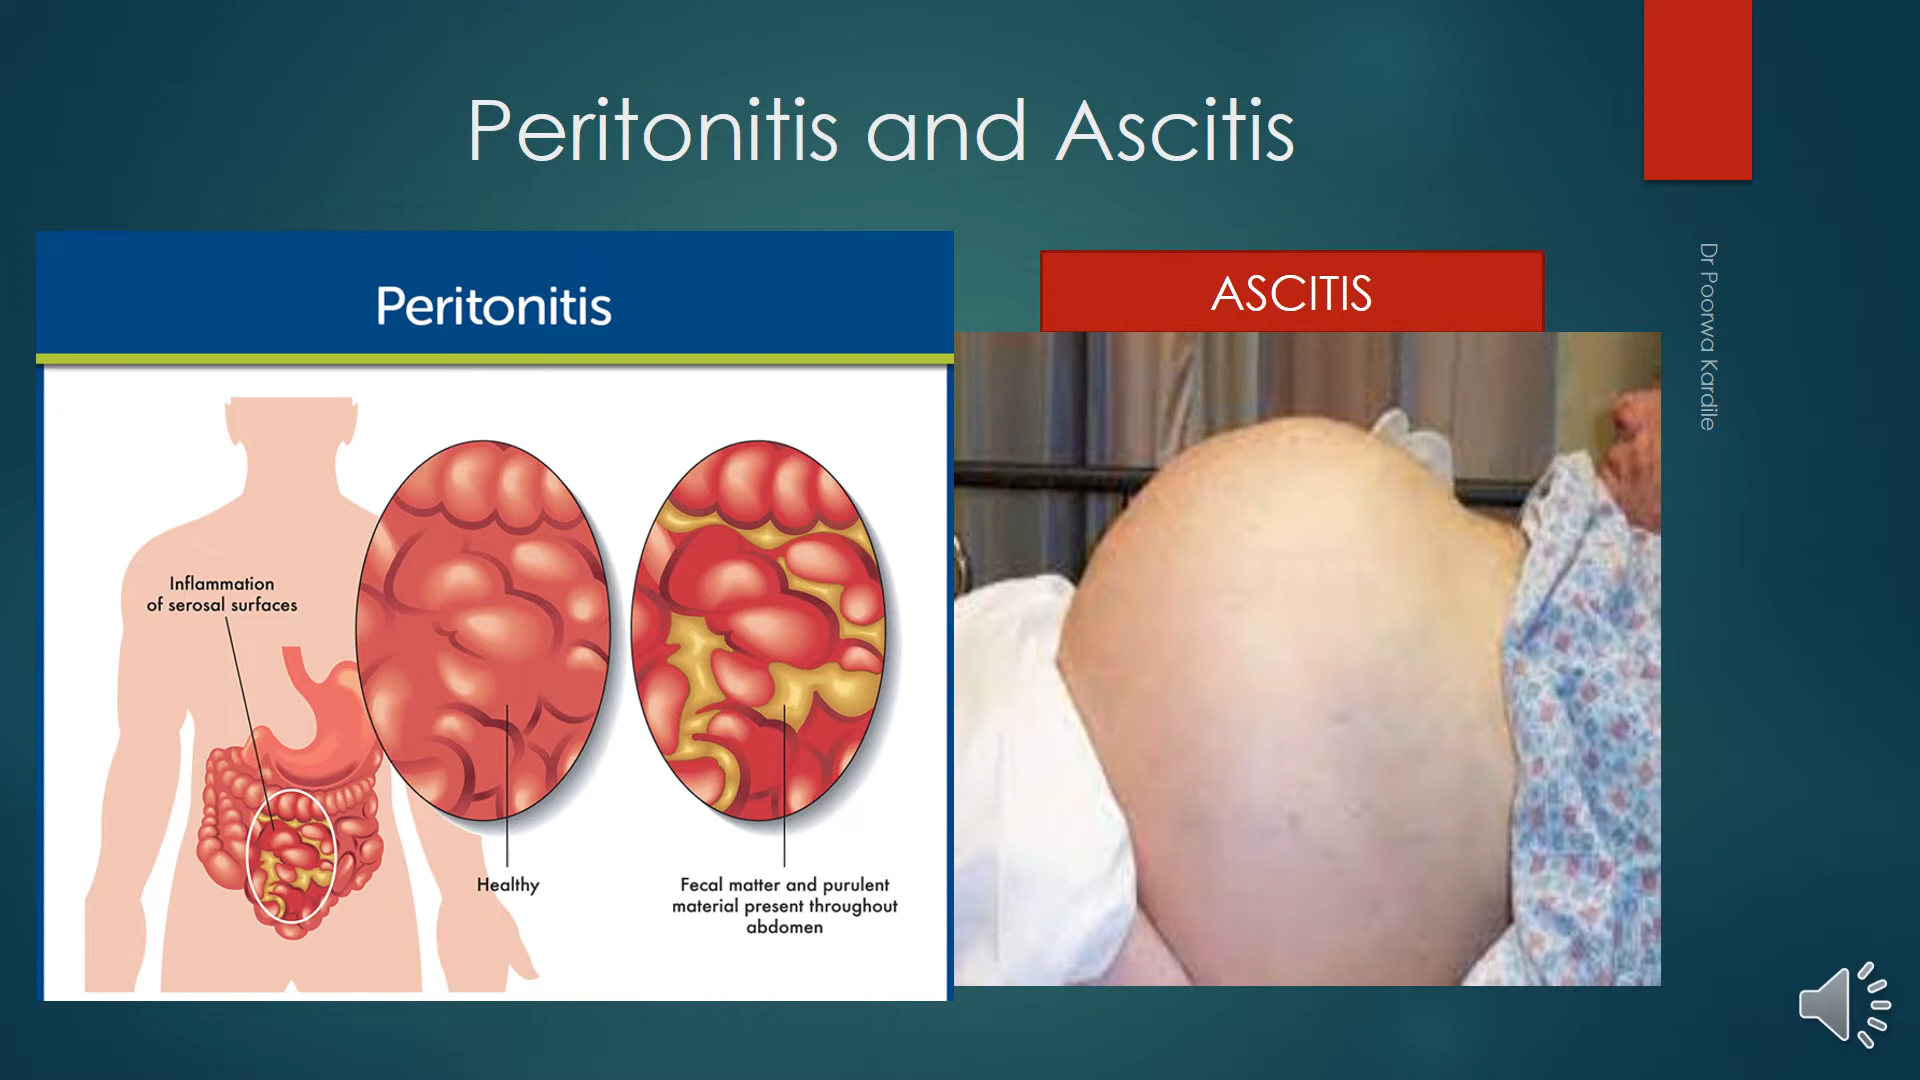 Peritonitis and Ascitis
Peritonitis
Inflammation
of serosal surfaces
Healthy
Fecal matter and purulent
material present throughout
abdomen
ASCITIS
Dr Poorwa Kardile